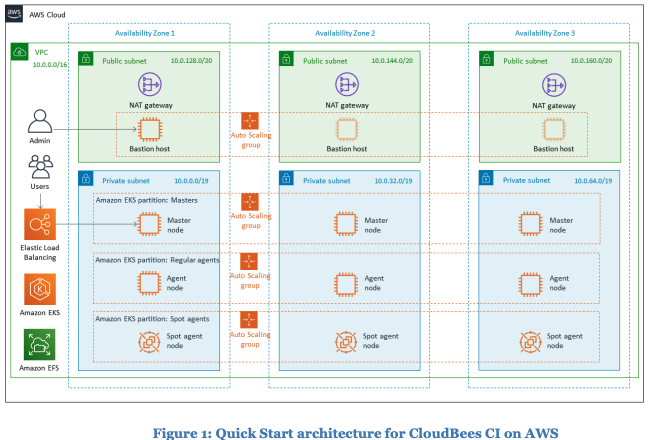 aws
AWS Cloud
Availability Zone 1
Availability Zone 2
Availability Zone 3
VPC
10.0.0.0/16
Public subnet 10.0.128.0/20
Public subnet 10.0.144.0/20
Public subnet 10.0.160.0/20
NAT gateway
NAT gateway
NAT gateway
Admin
Bastion host
Auto Scaling
group
Bastion host
Bastion host
Users
Private subnet 10.0.0.0/19
Private subnet 10.0.32.0/19
Private subnet 10.0.64.0/19
Amazon EKS partition: Masters
Elastic Load
Balancing
Master
node
Auto Scaling
group
Master
node
Master
node
Amazon EKS partition: Regular agents
Amazon EKS
Agent
node
Auto Scaling
group
Agent
node
Agent
node
Amazon EKS partition: Spot agents
Amazon EFS
Spot agent
node
Auto Scaling
group
Spot agent
node
Spot agent
node
Figure 1: Quick Start architecture for CloudBees CI on AWS